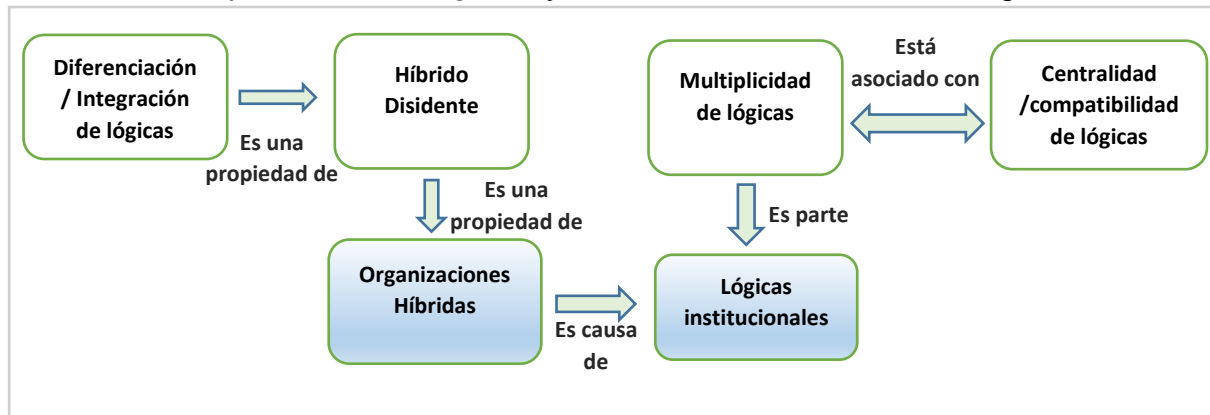 Diferenciación
/ Integración
de lógicas
Es una
propiedad de
Híbrido
Disidente
Es una
propiedad de
Multiplicidad
de lógicas
Está
asociado con
Centralidad
/compatibilidad
de lógicas
Es parte
Organizaciones
Híbridas
Es causa
de
Lógicas
institucionales